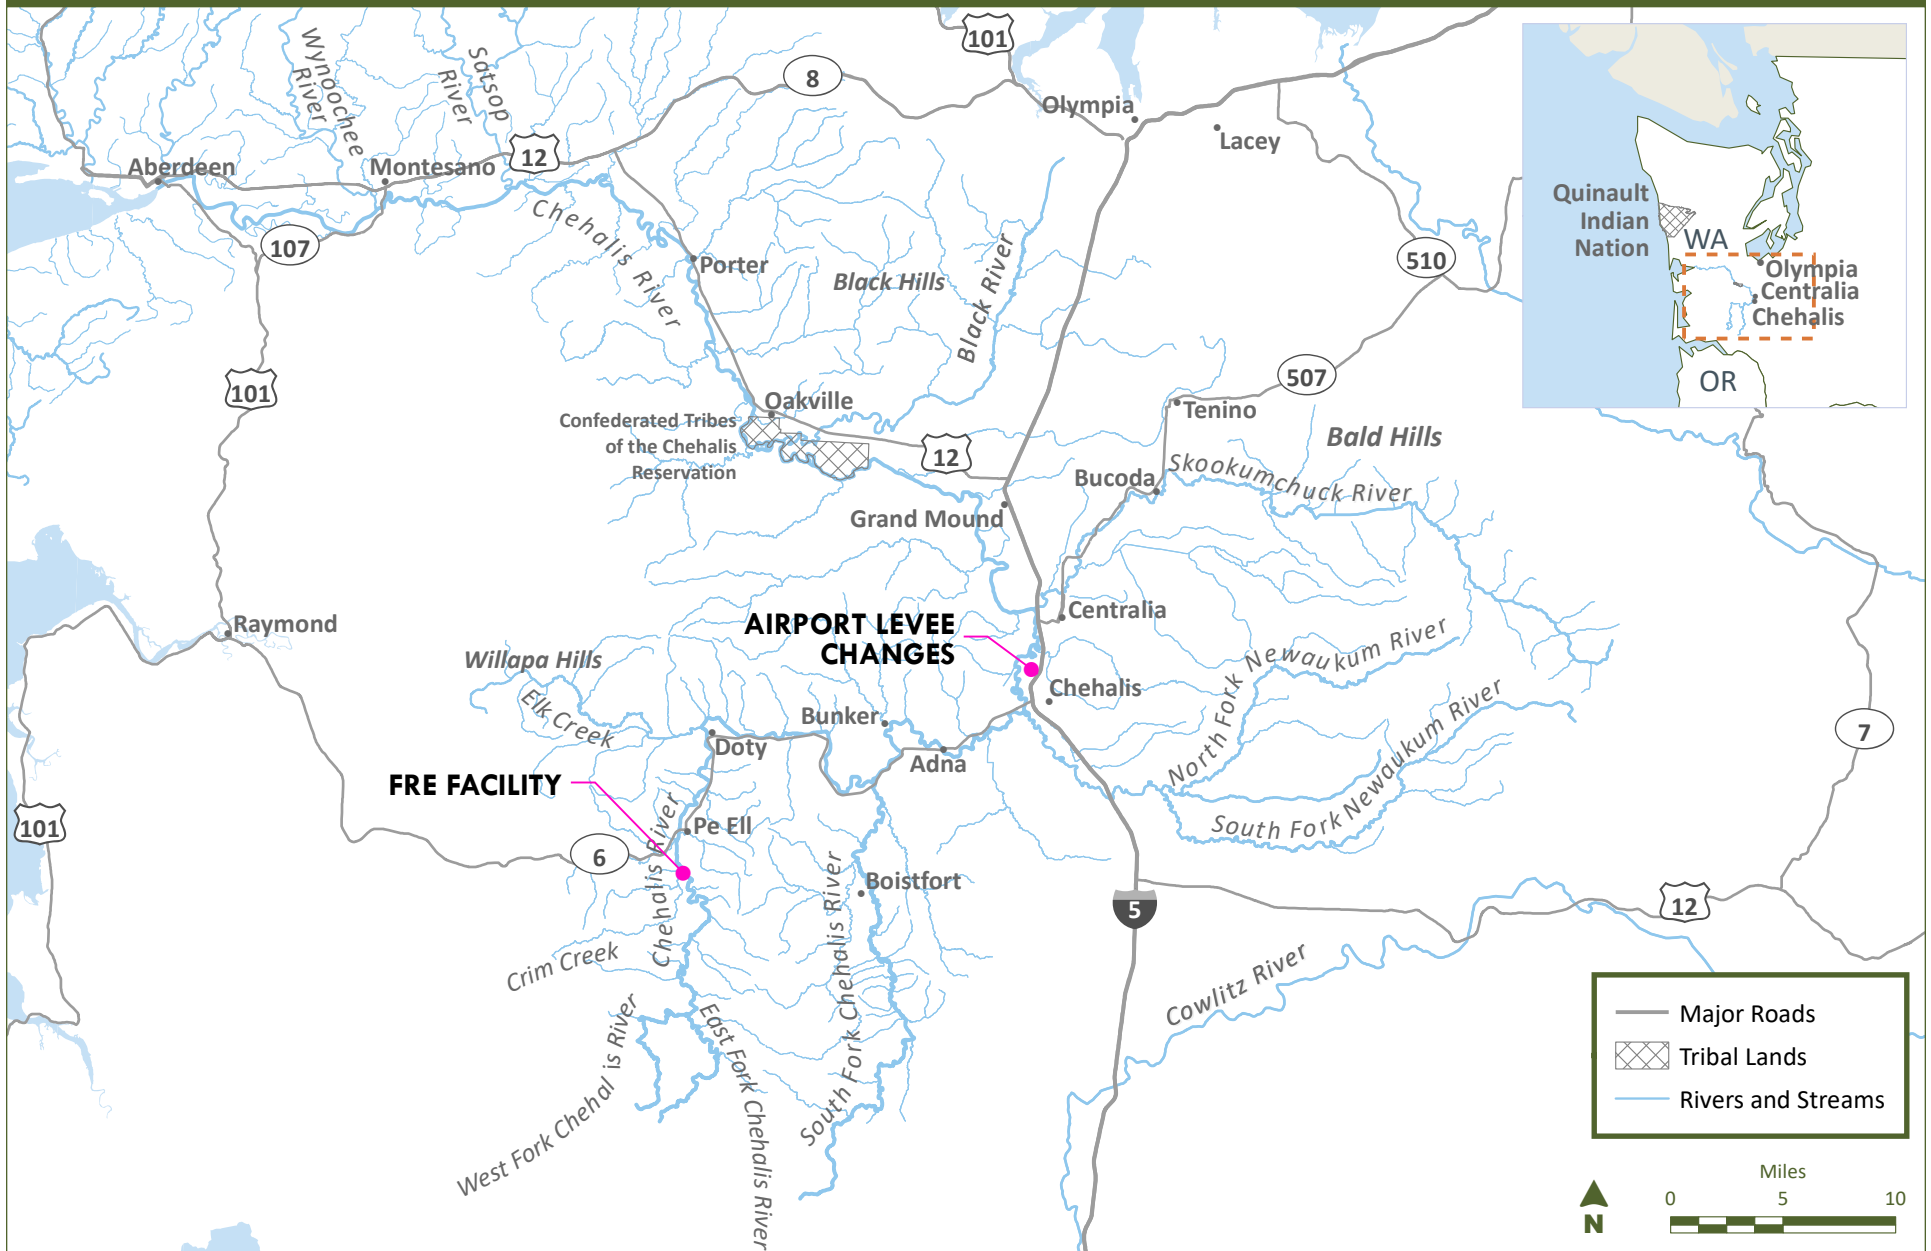 101
8
Wynoochee
River
Satsop
River
Olympia
Lacey
12
Aberdeen
Montesano
107
Chehalis River
Porter
Black Hills
Black River
510
101
507
Oakville
Tenino
Confederated Tribes
of the Chehalis
Reservation
12
Bald Hills
Bucoda
Skookumchuck River
Grand Mound
Raymond
AIRPORT LEVEE
CHANGES
Centralia
Willapa Hills
Elk Creek
North Fork Newaukum River
Chehalis
Bunker
Doty
Adna
South Fork Newaukum River
7
FRE FACILITY
101
Chehalis River
Pe Ell
6
Boistfort
5
12
Crim Creek
South Fork Chehalis River
Cowlitz River
West Fork Chehalis River
East Fork Chehalis River
Quinault
Indian
Nation
WA
Olympia
Centralia
Chehalis
OR
Major Roads
Tribal Lands
Rivers and Streams
Miles
0 5 10
N